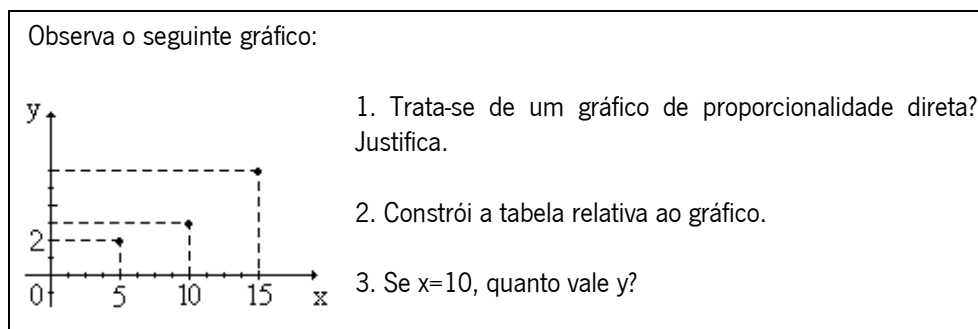 Observa o seguinte gráfico:
y
1. Trata-se de um gráfico de proporcionalidade direta?
Justifica.
2. Constrói a tabela relativa ao gráfico.
2
3. Se x=10, quanto vale y?
0 5 10 15 x